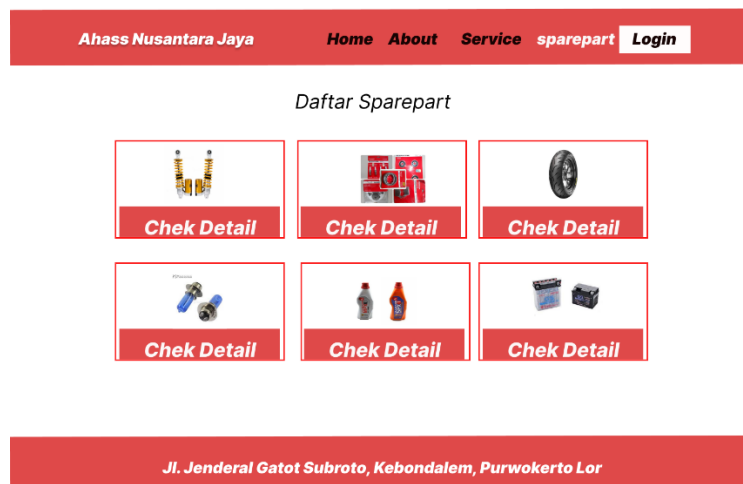 Ahass Nusantara Jaya Home About Service sparepart Login
Daftar Sparepart
Chek Detail Chek Detail Chek Detail
Chek Detail Chek Detail Chek Detail
Jl. Jenderal Gatot Subroto, Kebondalem, Purwokerto Lor